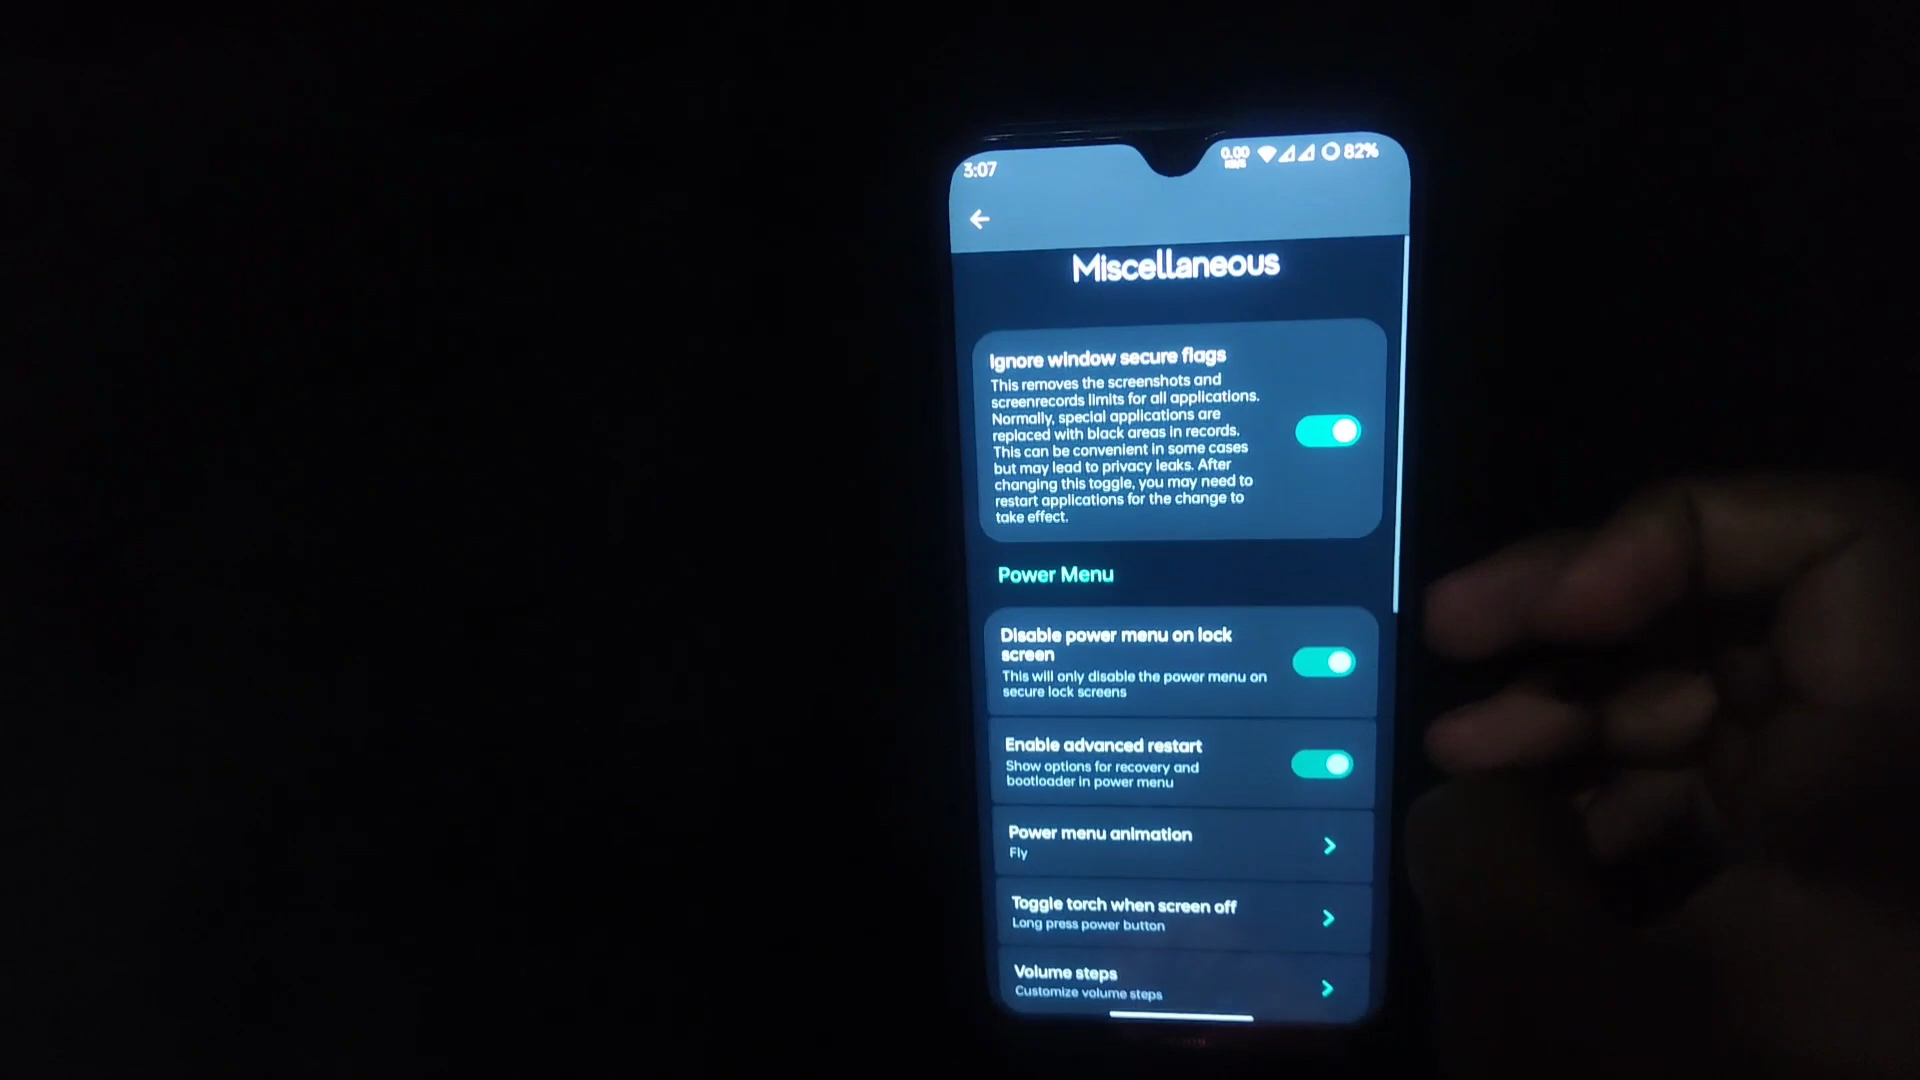 3:07
0.00
82%
Miscellaneous
Ignore window secure flags
This removes the screenshots and
screenrecords limits for all applications.
Normally, special applications are
replaced with black areas in records.
This can be convenient in some cases
but may lead to privacy leaks. After
changing this toggle, you may need to
restart applications for the change to
take effect.
Power Menu
Disable power menu on lock
screen
This will only disable the power menu on
secure lock screens
Enable advanced restart
Show options for recovery and
bootloader in power menu
Power menu animation
Fly
Toggle torch when screen off
Long press power button
Volume steps
Customize volume steps